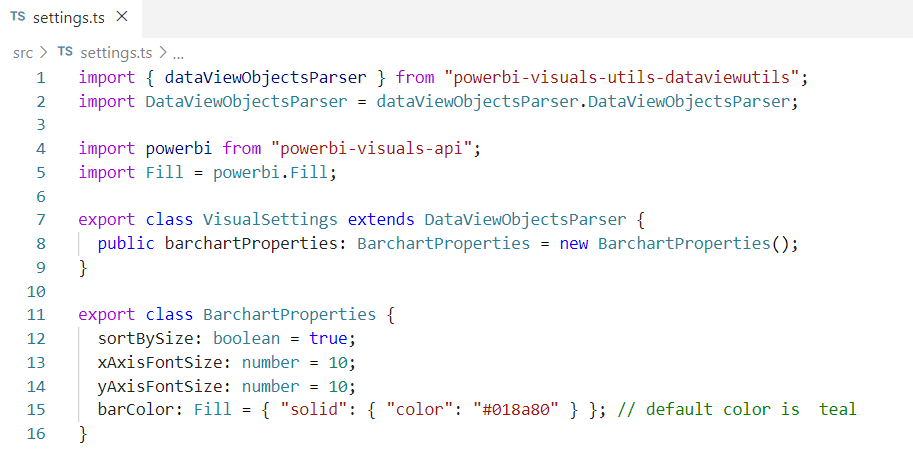 TS settings.ts ×
src > TS settings.ts > ...
1 import { dataViewObjectsParser } from "powerbi-visuals-utils-dataviewutils";
2 import DataViewObjectsParser = dataViewObjectsParser.DataViewObjectsParser;
3
4 import powerbi from "powerbi-visuals-api";
5 import Fill = powerbi.Fill;
6
7 export class VisualSettings extends DataViewObjectsParser {
8   public barchartProperties: BarchartProperties = new BarchartProperties();
9 }
10
11 export class BarchartProperties {
12   sortBySize: boolean = true;
13   xAxisFontSize: number = 10;
14   yAxisFontSize: number = 10;
15   barColor: Fill = { "solid": { "color": "#018a80" } }; // default color is  teal
16 }